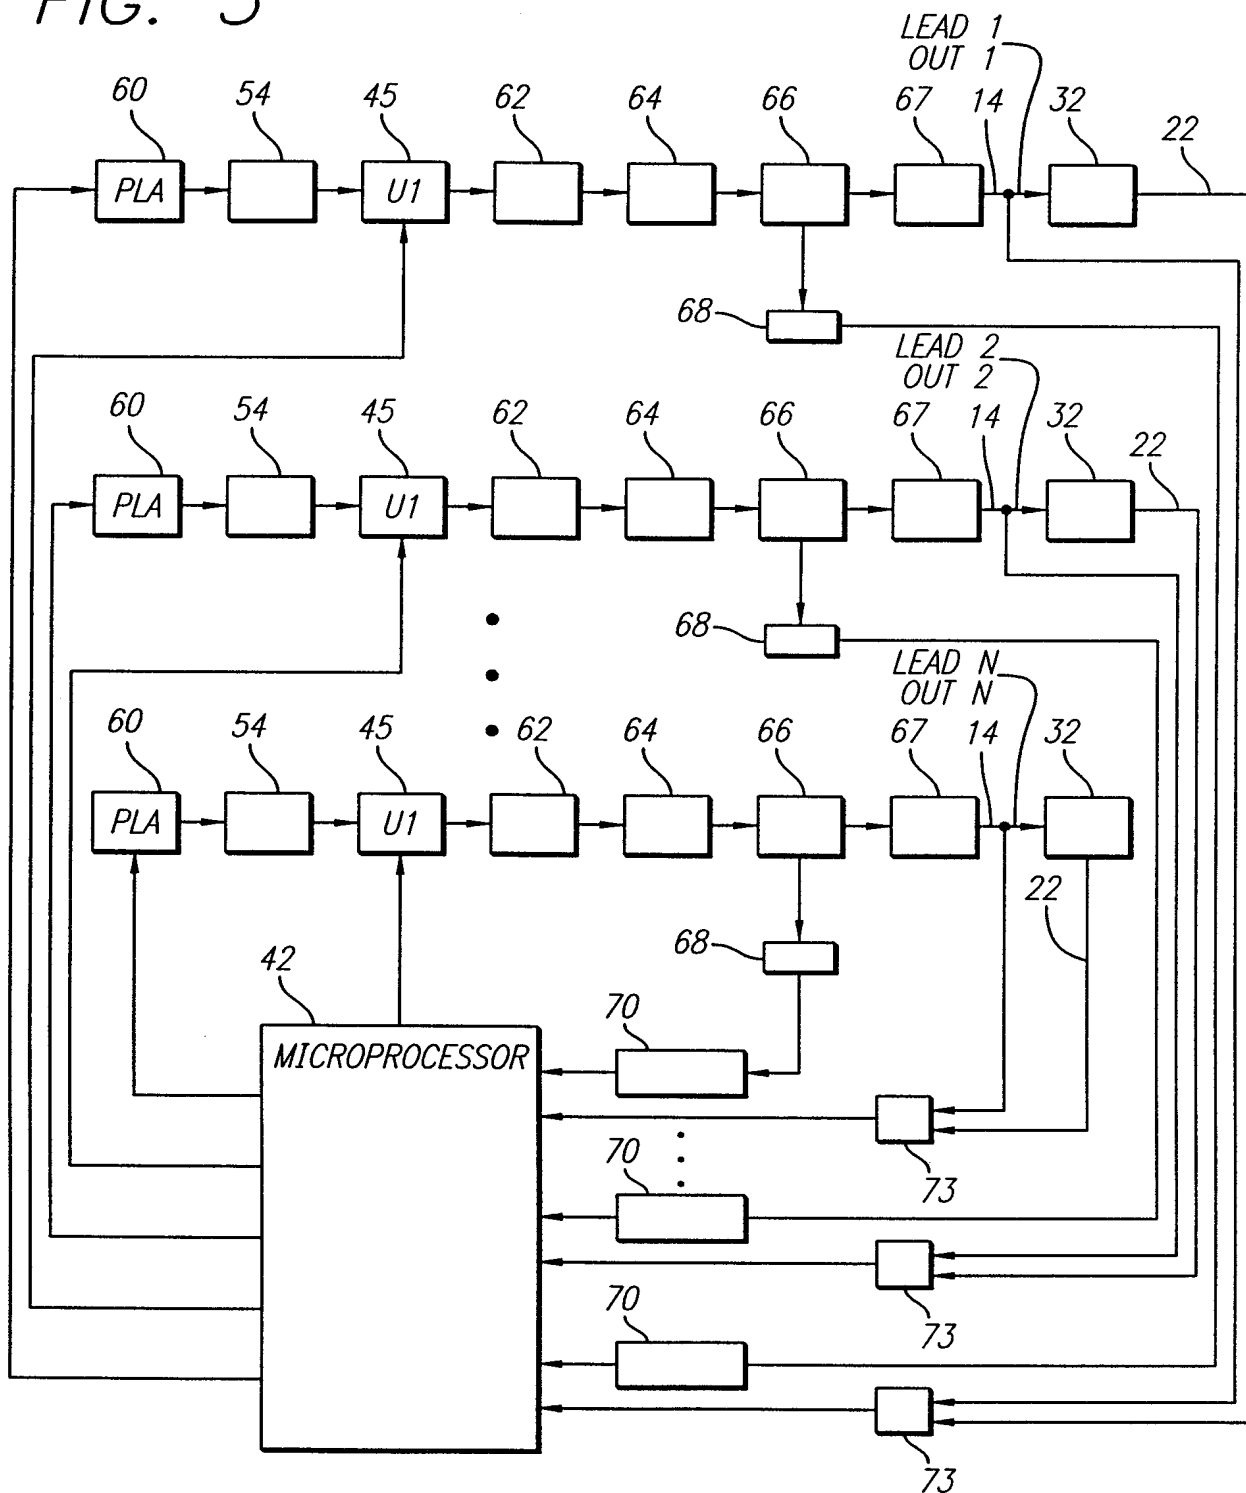 FIG. 5
LEAD 1
OUT 1
60 54 45 62 64 66 67 14 32 22
PLA U1
68
LEAD 2
OUT 2
60 54 45 62 64 66 67 14 32 22
PLA U1
68
LEAD N
OUT N
60 54 45 62 64 66 67 14 32
PLA U1
22
68
42
70
MICROPROCESSOR
70
73
70
73
73